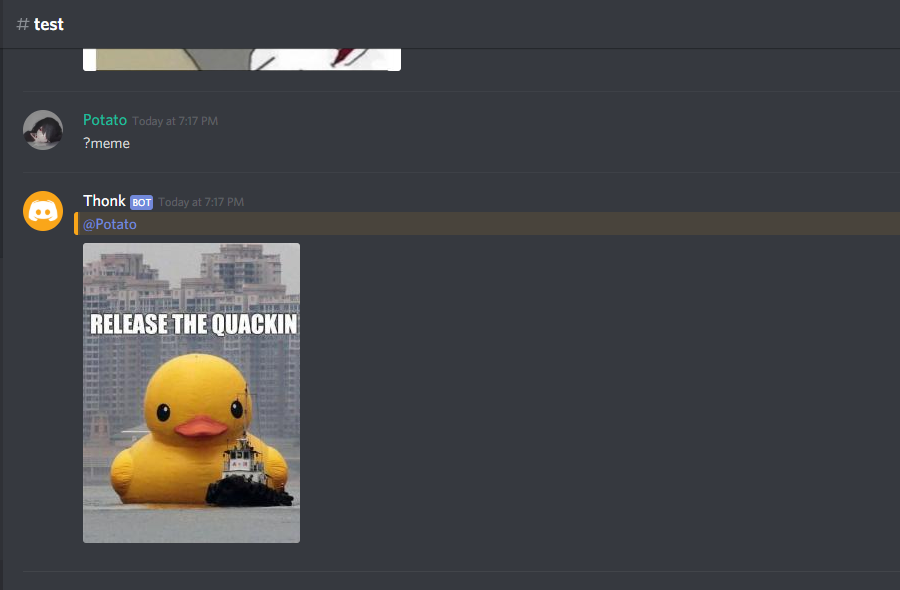 # test
Potato Today at 7:17 PM
?meme
Thonk BOT Today at 7:17 PM
@Potato
RELEASE THE QUACKIN